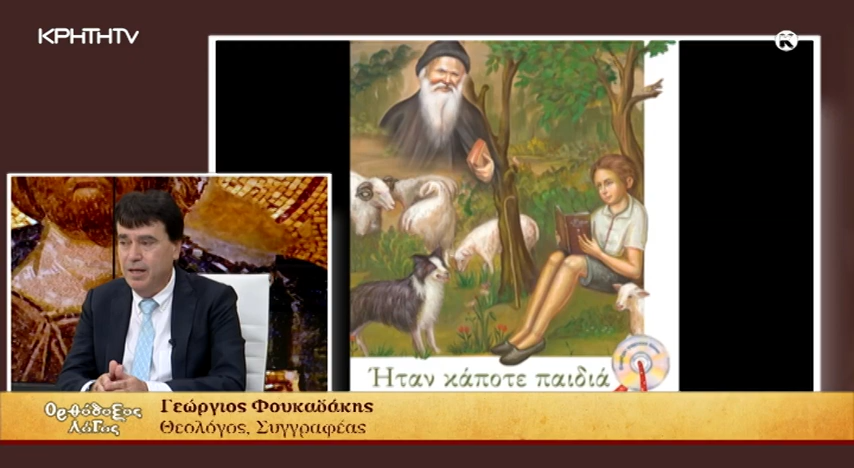 ΚΡΗΤΗTV
Κ
Ήταν κάποτε παιδιά
Ορθόδοξος
Λόγος
Γεώργιος Φουκαδάκης
Θεολόγος, Συγγραφέας